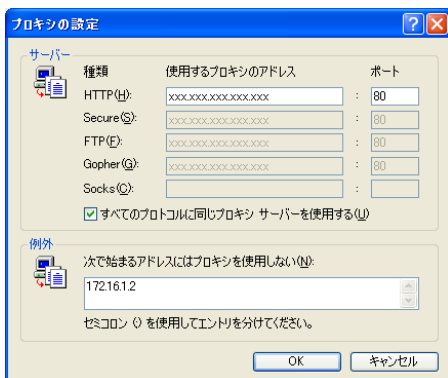 プロキシの設定
サーバー
種類 使用するプロキシのアドレス ポート
HTTP(H): xxx.xxx.xxx.xxx.xxx : 80
Secure(S): xxx.xxx.xxx.xxx.xxx : 80
FTP(F): xxx.xxx.xxx.xxx.xxx : 80
Gopher(G): xxx.xxx.xxx.xxx.xxx : 80
Socks(C): :
すべてのプロトコルに同じプロキシ サーバーを使用する(U)
例外
次で始まるアドレスにはプロキシを使用しない(N):
172.16.1.2
セミコロン (;) を使用してエントリを分けてください。
OK キャンセル